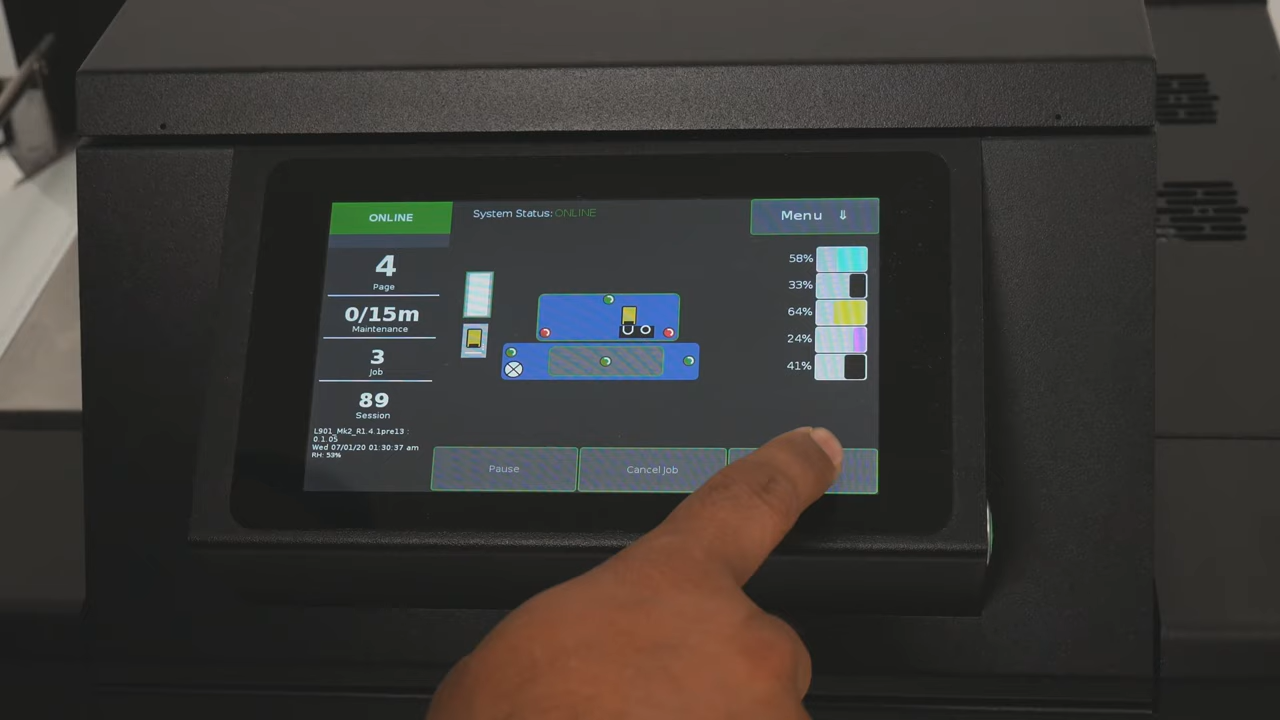 ONLINE
System Status: ONLINE
Menu ⇓
4
Page
0/15m
Maintenance
3
Job
89
Session
L901_Mk2_R1.4.1pre13 :
0.1.05
Wed 07/01/20 01:30:37 am
RH: 53%
58%
33%
64%
24%
41%
Pause
Cancel Job